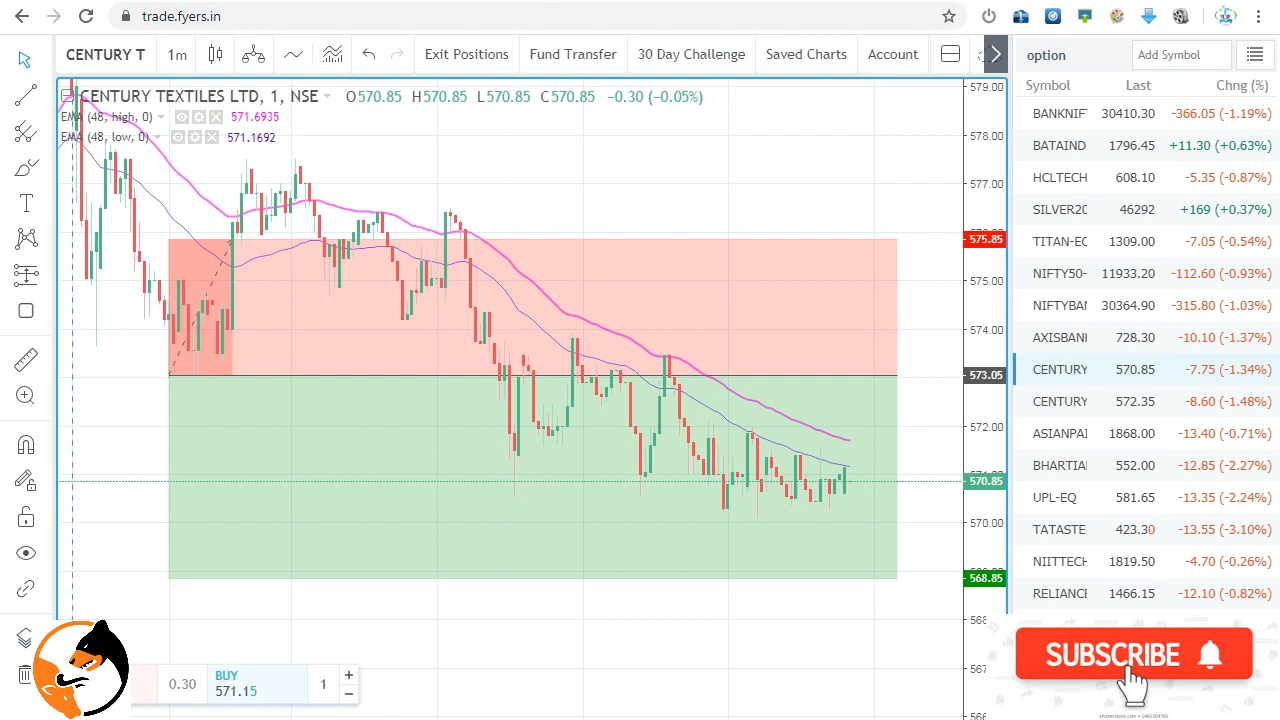 trade.fyers.in
CENTURY T 1m Exit Positions Fund Transfer 30 Day Challenge Saved Charts Account
CENTURY TEXTILES LTD, 1, NSE O570.85 H570.85 L570.85 C570.85 −0.30 (−0.05%)
EMA (48, high, 0) 571.6935
EMA (48, low, 0) 571.1692
579.00
578.00
577.00
575.85
575.00
574.00
573.05
572.00
570.85
570.00
568.85
option Add Symbol
Symbol Last Chng (%)
BANKNIF 30410.30 -366.05 (-1.19%)
BATAIND 1796.45 +11.30 (+0.63%)
HCLTECH 608.10 -5.35 (-0.87%)
SILVER20 46292 +169 (+0.37%)
TITAN-EC 1309.00 -7.05 (-0.54%)
NIFTY50- 11933.20 -112.60 (-0.93%)
NIFTYBAN 30364.90 -315.80 (-1.03%)
AXISBANK 728.30 -10.10 (-1.37%)
CENTURY 570.85 -7.75 (-1.34%)
CENTURY 572.35 -8.60 (-1.48%)
ASIANPAI 1868.00 -13.40 (-0.71%)
BHARTIA 552.00 -12.85 (-2.27%)
UPL-EQ 581.65 -13.35 (-2.24%)
TATASTE 423.30 -13.55 (-3.10%)
NIITTECH 1819.50 -4.70 (-0.26%)
RELIANCE 1466.15 -12.10 (-0.82%)
0.30 BUY 571.15 1 + −
SUBSCRIBE